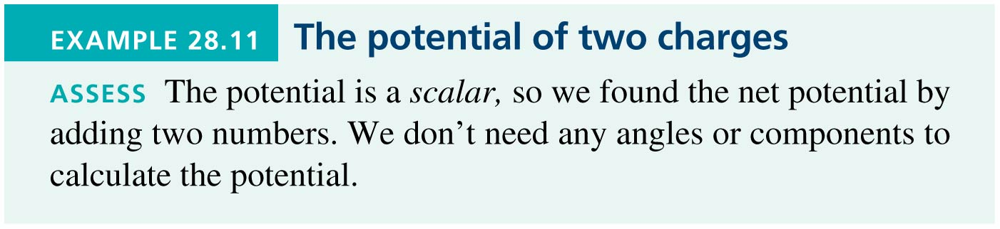 EXAMPLE 28.11 The potential of two charges
ASSESS The potential is a scalar, so we found the net potential by
adding two numbers. We don’t need any angles or components to
calculate the potential.